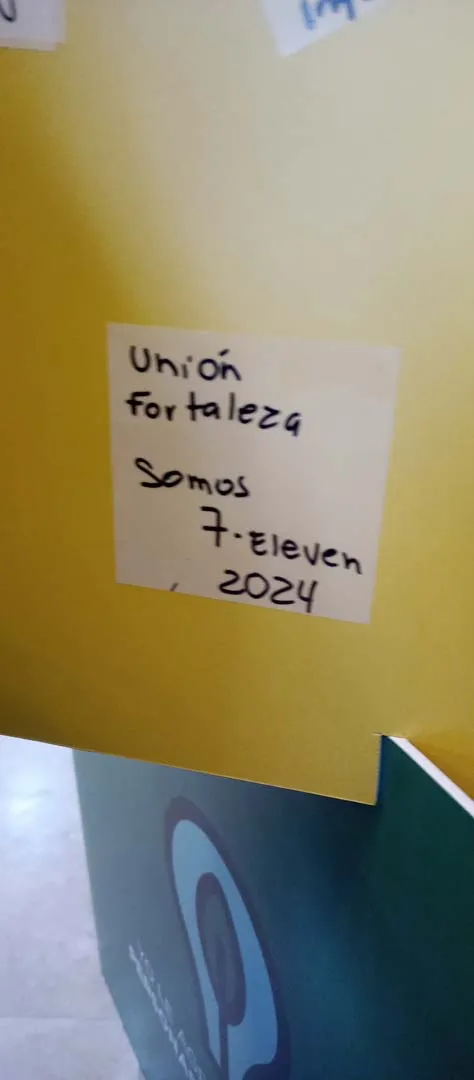 Unión
Fortaleza
Somos
7-Eleven
2024